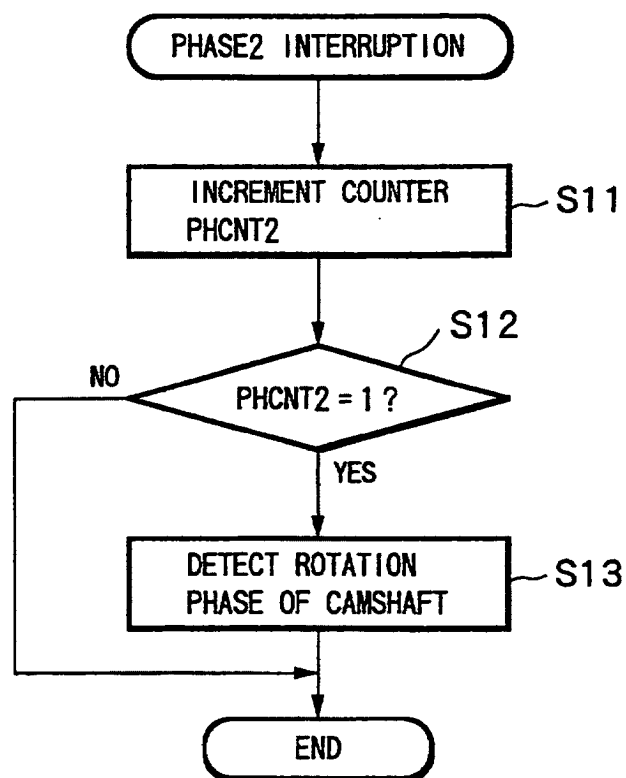 PHASE2 INTERRUPTION
INCREMENT COUNTER
PHCNT2
S11
S12
NO
PHCNT2 = 1 ?
YES
DETECT ROTATION
PHASE OF CAMSHAFT
S13
END